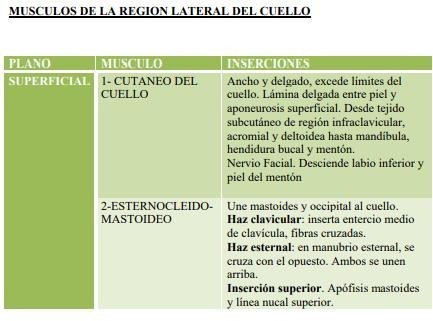 MUSCULOS DE LA REGION LATERAL DEL CUELLO
PLANO MUSCULO INSERCIONES
SUPERFICIAL
1- CUTANEO DEL
CUELLO
Ancho y delgado, excede límites del
cuello. Lámina delgada entre piel y
aponeurosis superficial. Desde tejido
subcutáneo de región infraclavicular,
acromial y deltoidea hasta mandíbula,
hendidura bucal y mentón.
Nervio Facial. Desciende labio inferior y
piel del mentón
2-ESTERNOCLEIDO-
MASTOIDEO
Une mastoides y occipital al cuello.
Haz clavicular: inserta entercio medio
de clavícula, fibras cruzadas.
Haz esternal: en manubrio esternal, se
cruza con el opuesto. Ambos se unen
arriba.
Inserción superior. Apófisis mastoides
y línea nucal superior.